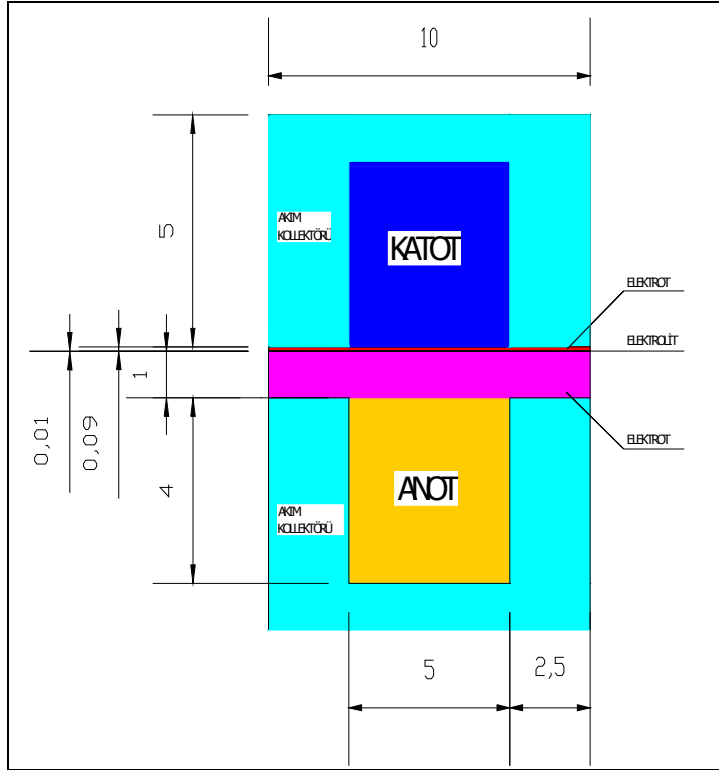 10
5
AKIM
KOLLEKTÖRÜ
KATOT
ELEKTROT
ELEKTROLİT
1
0,01
0,09
ELEKTROT
4
ANOT
AKIM
KOLLEKTÖRÜ
5
2,5